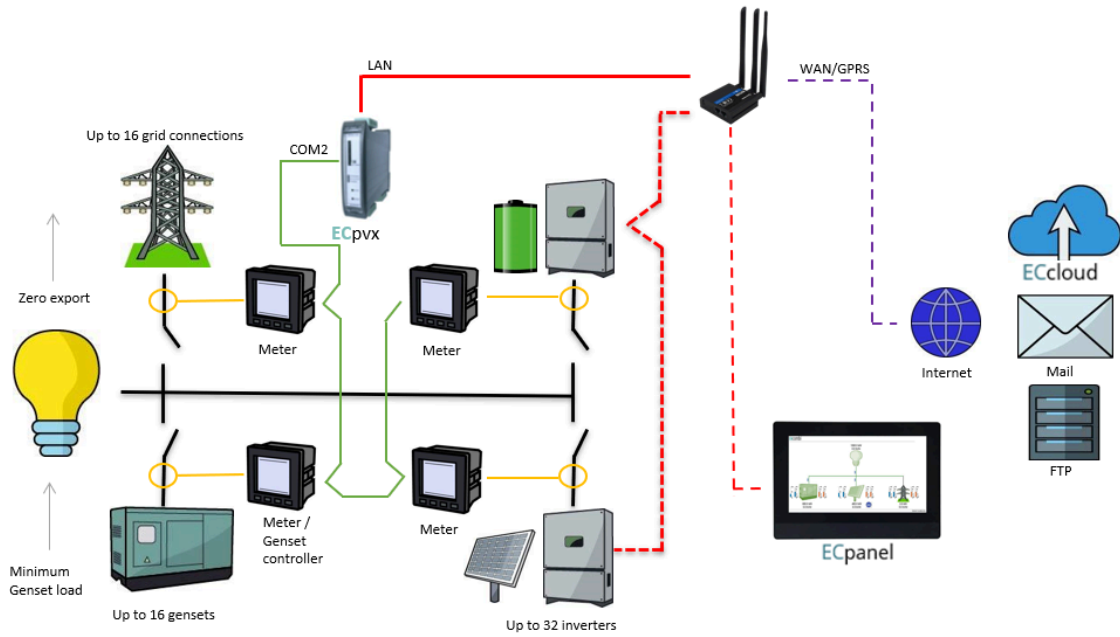 LAN
WAN/GPRS
Up to 16 grid connections
COM2
ECpvx
ECcloud
Zero export
Meter
Meter
Internet
Mail
FTP
Meter /
Genset
controller
Meter
ECpanel
Minimum
Genset load
Up to 16 gensets
Up to 32 inverters